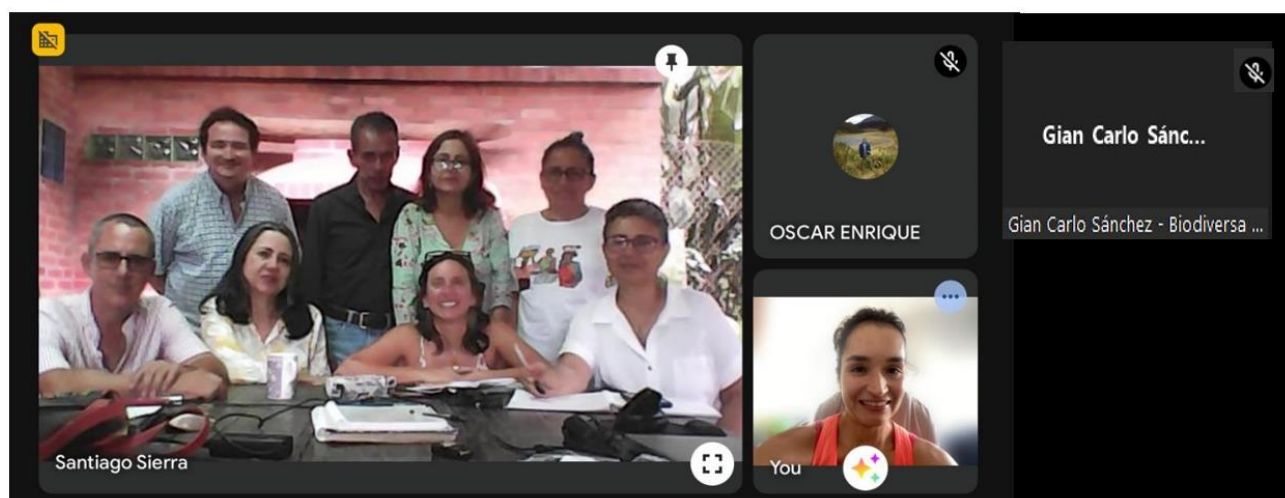 Santiago Sierra
OSCAR ENRIQUE
You
Gian Carlo Sánc...
Gian Carlo Sánchez - Biodiversa ...